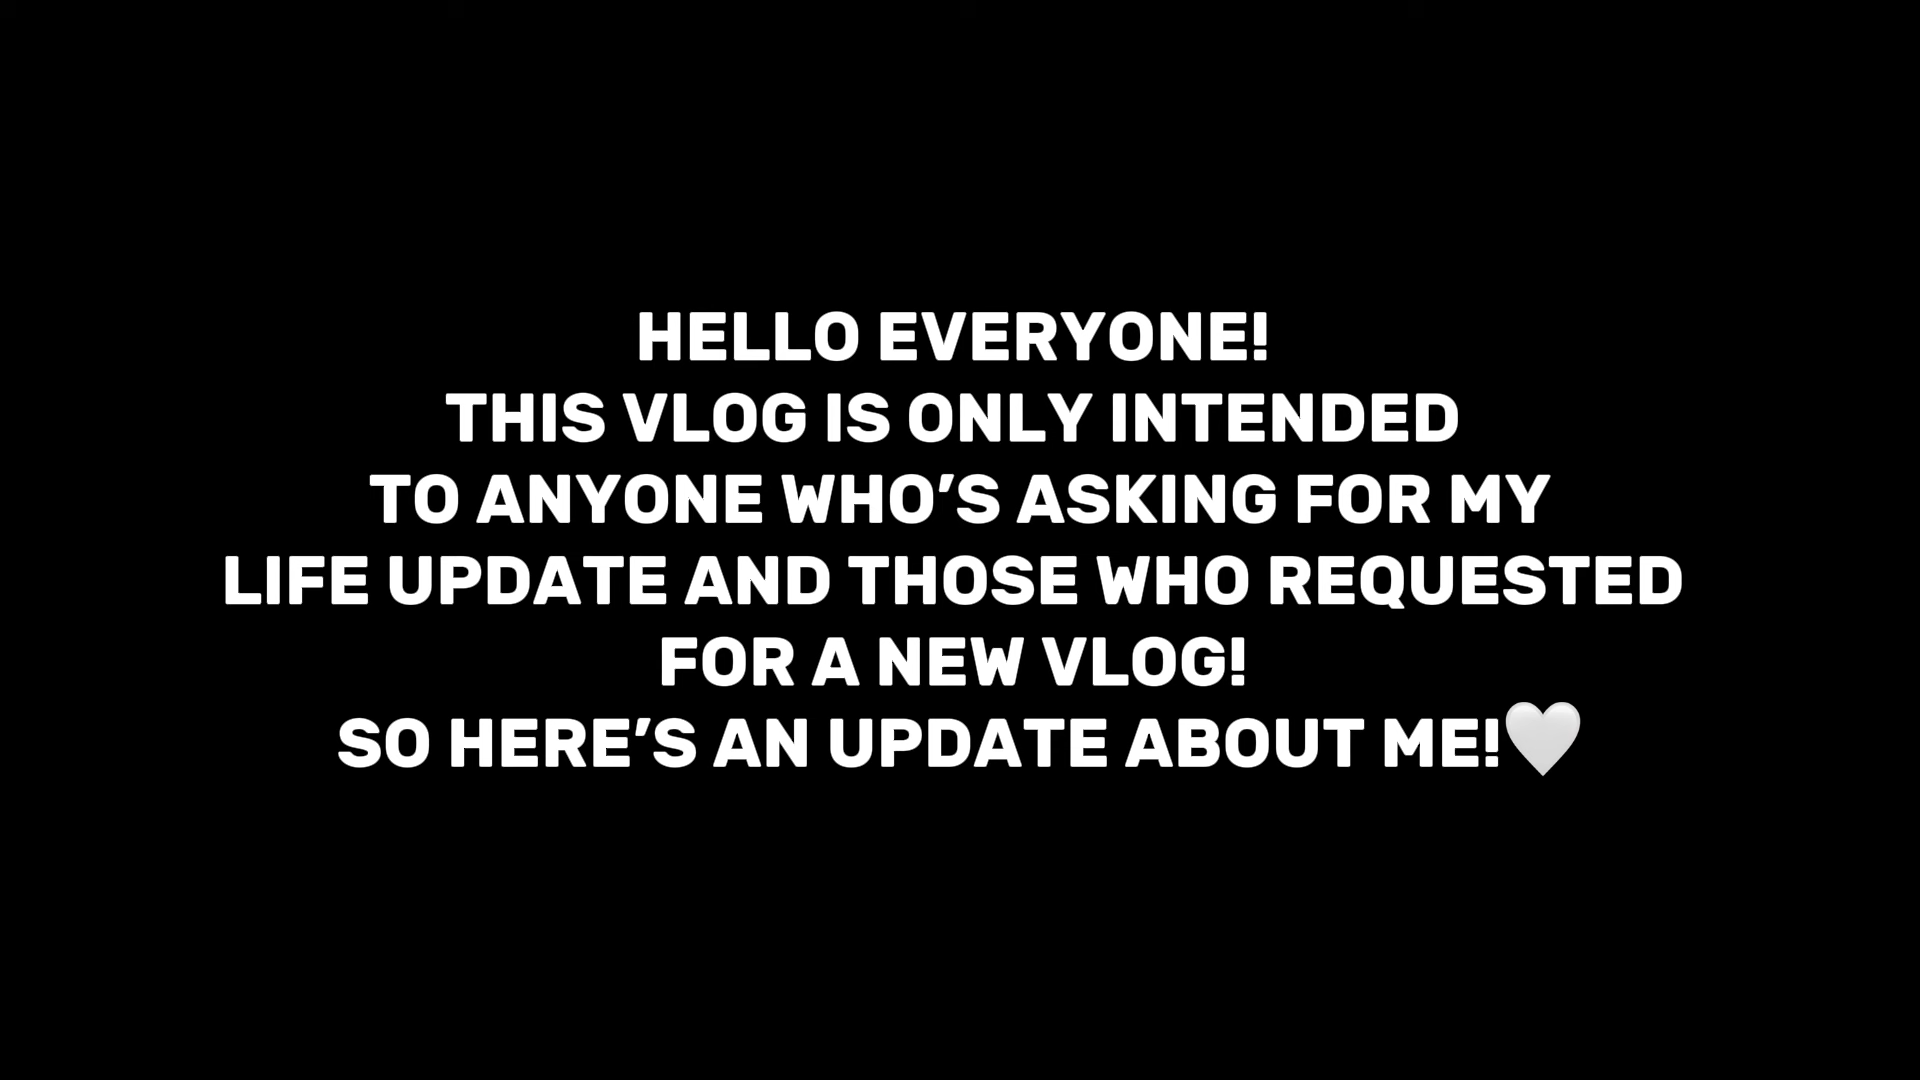 HELLO EVERYONE!
THIS VLOG IS ONLY INTENDED
TO ANYONE WHO’S ASKING FOR MY
LIFE UPDATE AND THOSE WHO REQUESTED
FOR A NEW VLOG!
SO HERE’S AN UPDATE ABOUT ME!🤍